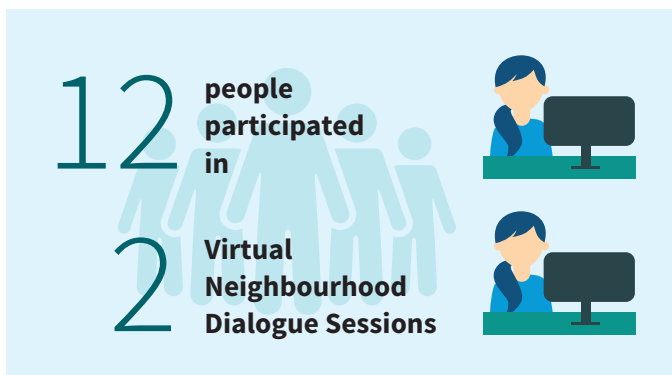 12 people
participated
in
2 Virtual
Neighbourhood
Dialogue Sessions